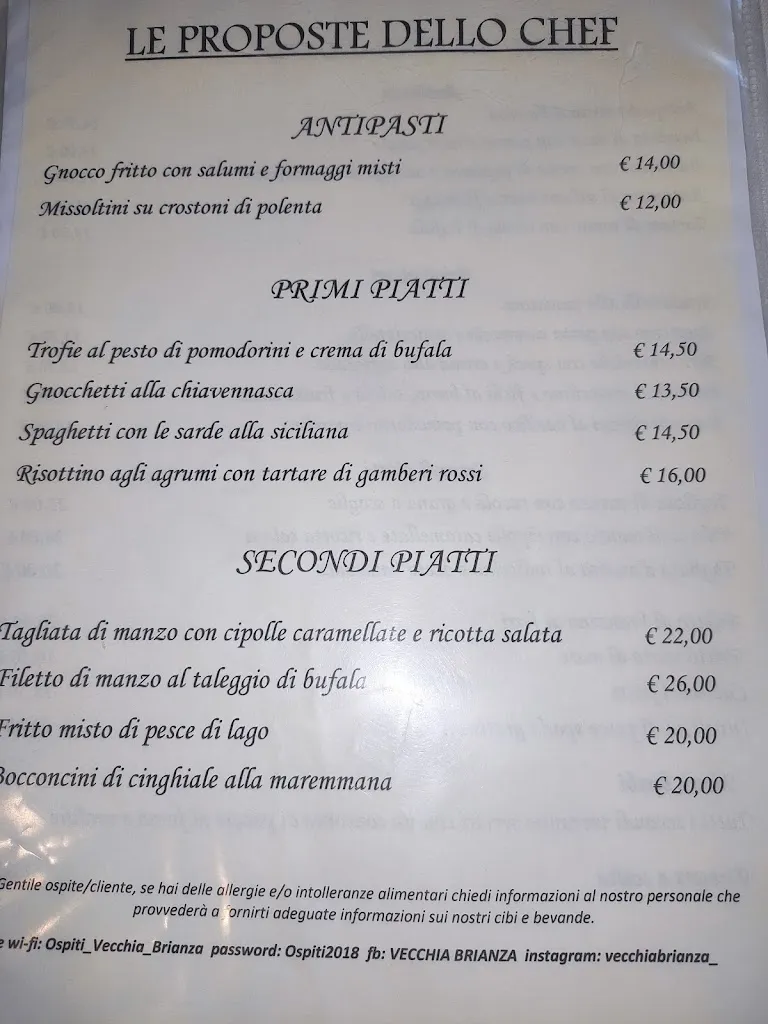 LE PROPOSTE DELLO CHEF
ANTIPASTI
Gnocco fritto con salumi e formaggi misti € 14,00
Missoltini su crostoni di polenta € 12,00
PRIMI PIATTI
Trofie al pesto di pomodorini e crema di bufala € 14,50
Gnocchetti alla chiavennasca € 13,50
Spaghetti con le sarde alla siciliana € 14,50
Risottino agli agrumi con tartare di gamberi rossi € 16,00
SECONDI PIATTI
Tagliata di manzo con cipolle caramellate e ricotta salata € 22,00
Filetto di manzo al taleggio di bufala € 26,00
Fritto misto di pesce di lago € 20,00
Bocconcini di cinghiale alla maremmana € 20,00
Gentile ospite/cliente, se hai delle allergie e/o intolleranze alimentari chiedi informazioni al nostro personale che
provvederà a fornirti adeguate informazioni sui nostri cibi e bevande.
e wi-fi: Ospiti_Vecchia_Brianza password: Ospiti2018 fb: VECCHIA BRIANZA instagram: vecchiabrianza_